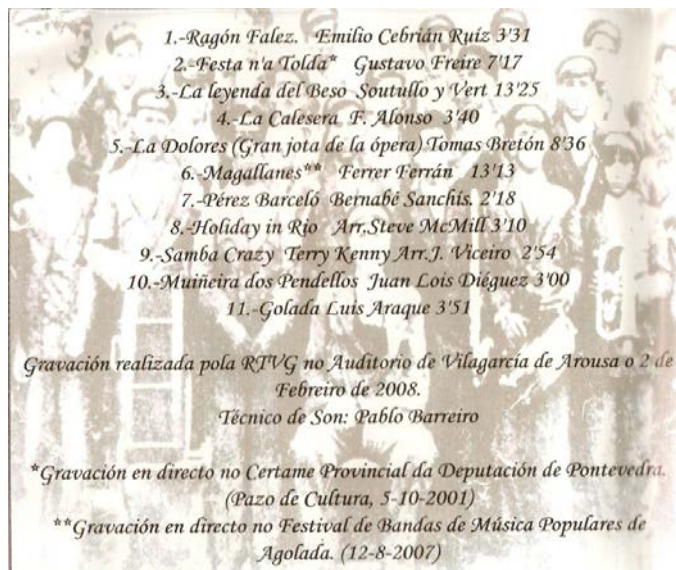 1.-Ragón Falez. Emilio Cebrián Ruíz 3'31
2.-Festa n'a Tolda* Gustavo Freire 7'17
3.-La leyenda del Beso Soutullo y Vert 13'25
4.-La Calesera F. Alonso 3'40
5.-La Dolores (Gran jota de la ópera) Tomas Bretón 8'36
6.-Magallanes** Ferrer Ferrán 13'13
7.-Pérez Barceló Bernabé Sanchís. 2'18
8.-Holiday in Rio Arr.Steve McMill 3'10
9.-Samba Crazy Terry Kenny Arr.J. Viceiro 2'54
10.-Muiñeira dos Pendellos Juan Lois Diéguez 3'00
11.-Golada Luis Araque 3'51
Gravación realizada pola RTVG no Auditorio de Vilagarcía de Arousa o 2 de
Febreiro de 2008.
Técnico de Son: Pablo Barreiro
*Gravación en directo no Certame Provincial da Deputación de Pontevedra.
(Pazo de Cultura, 5-10-2001)
**Gravación en directo no Festival de Bandas de Música Populares de
Agolada. (12-8-2007)